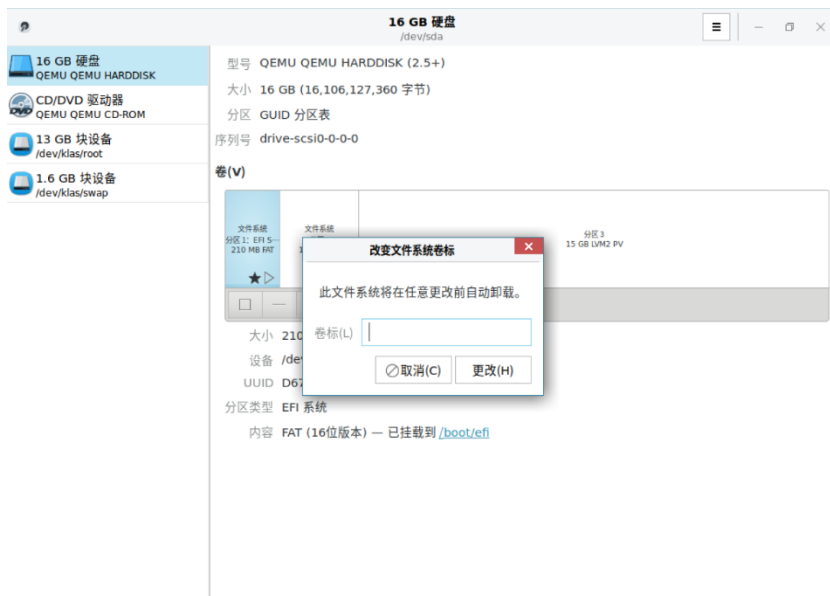 16 GB 硬盘
/dev/sda
16 GB 硬盘
QEMU QEMU HARDDISK
CD/DVD 驱动器
QEMU QEMU CD-ROM
13 GB 块设备
/dev/klas/root
1.6 GB 块设备
/dev/klas/swap
型号 QEMU QEMU HARDDISK (2.5+)
大小 16 GB (16,106,127,360 字节)
分区 GUID 分区表
序列号 drive-scsi0-0-0-0
卷(V)
文件系统
分区 1: EFI S…
210 MB FAT
文件系统
分区 3
15 GB LVM2 PV
改变文件系统卷标
此文件系统将在任意更改前自动卸载。
卷标(L)
取消(C)
更改(H)
大小 210
设备 /de
UUID D67
分区类型 EFI 系统
内容 FAT (16位版本) — 已挂载到 /boot/efi